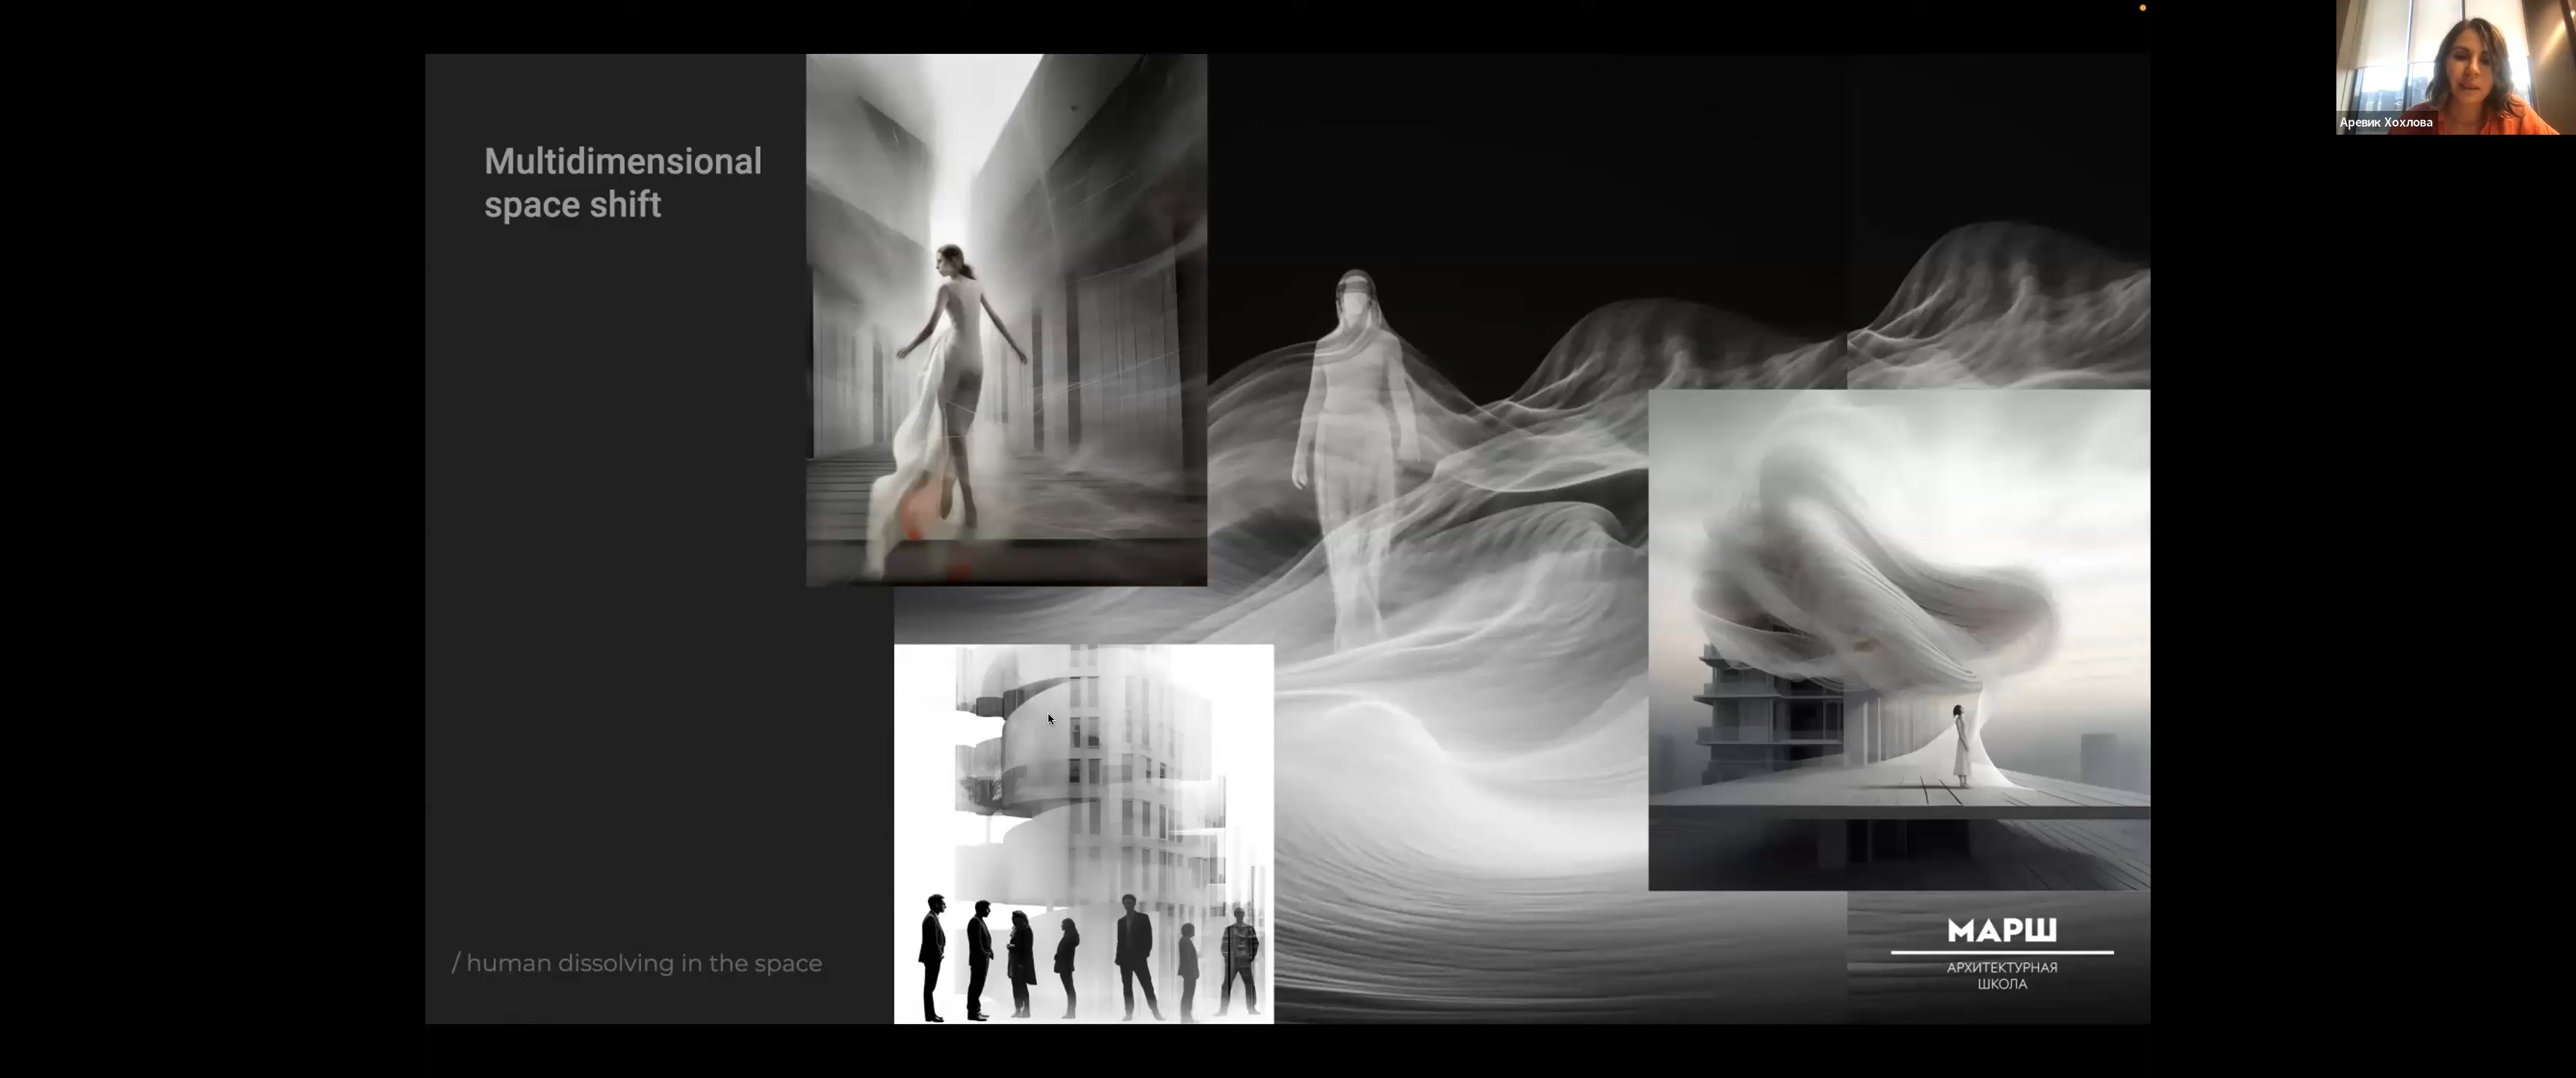 Multidimensional
space shift
/ human dissolving in the space
МАРШ
АРХИТЕКТУРНАЯ
ШКОЛА
Аревик Хохлова